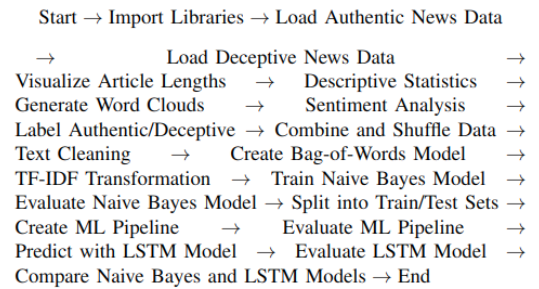 Start → Import Libraries → Load Authentic News Data
→ Load Deceptive News Data →
Visualize Article Lengths → Descriptive Statistics →
Generate Word Clouds → Sentiment Analysis →
Label Authentic/Deceptive → Combine and Shuffle Data →
Text Cleaning → Create Bag-of-Words Model →
TF-IDF Transformation → Train Naive Bayes Model →
Evaluate Naive Bayes Model → Split into Train/Test Sets →
Create ML Pipeline → Evaluate ML Pipeline →
Predict with LSTM Model → Evaluate LSTM Model →
Compare Naive Bayes and LSTM Models → End